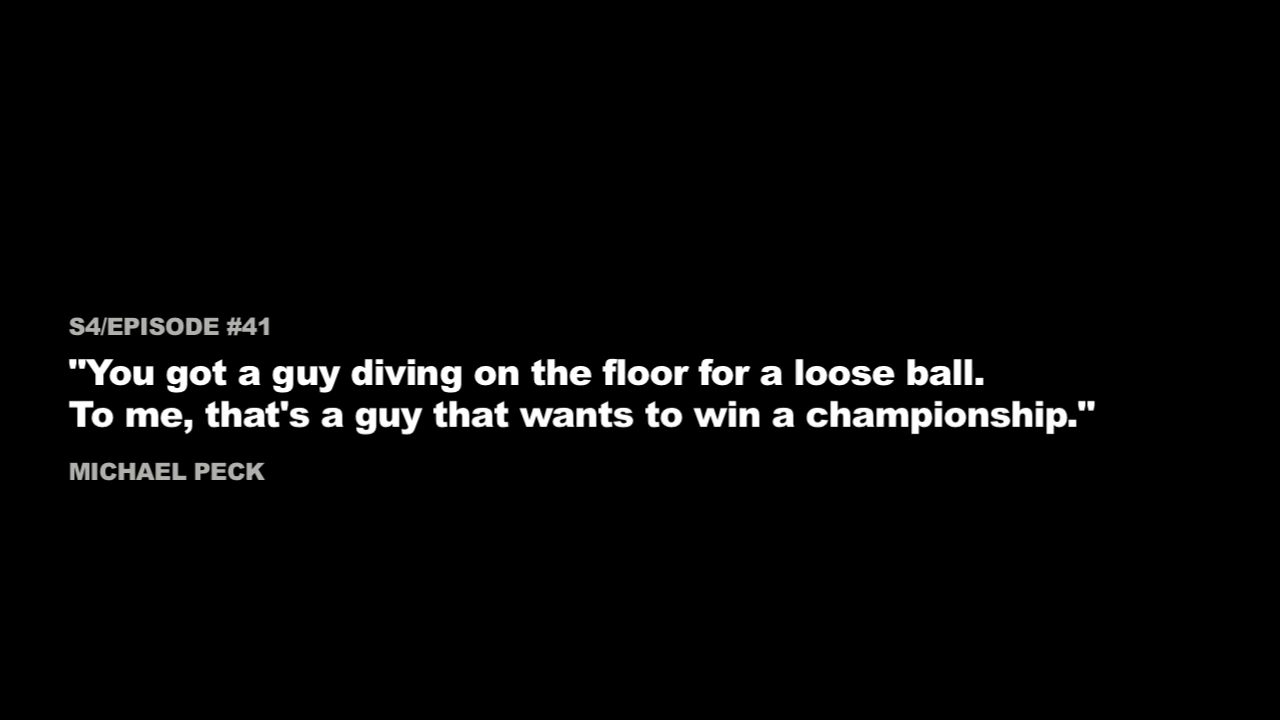 S4/EPISODE #41
"You got a guy diving on the floor for a loose ball.
To me, that's a guy that wants to win a championship."
MICHAEL PECK